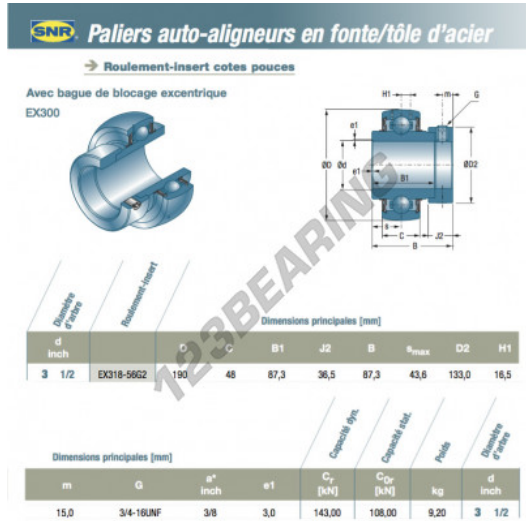 SNR Paliers auto-aligneurs en fonte/tôle d'acier
Roulement-insert cotes pouces
Avec bague de blocage excentrique
EX300
H1 m G
e1
ØD Ød ØD2
e1 B1
s
C J2
B
123BEARING
Diamètre d'arbre Roulement-insert
Dimensions principales [mm]
d inch D C B1 J2 B smax D2 H1
3 1/2 EX318-56G2 190 48 87,3 36,5 87,3 43,6 133,0 16,5
Dimensions principales [mm] Capacité dyn. Capacité stat. Poids Diamètre d'arbre
m G a* inch e1 Cr [kN] C0r [kN] kg d inch
15,0 3/4-16UNF 3/8 3,0 143,00 108,00 9,20 3 1/2